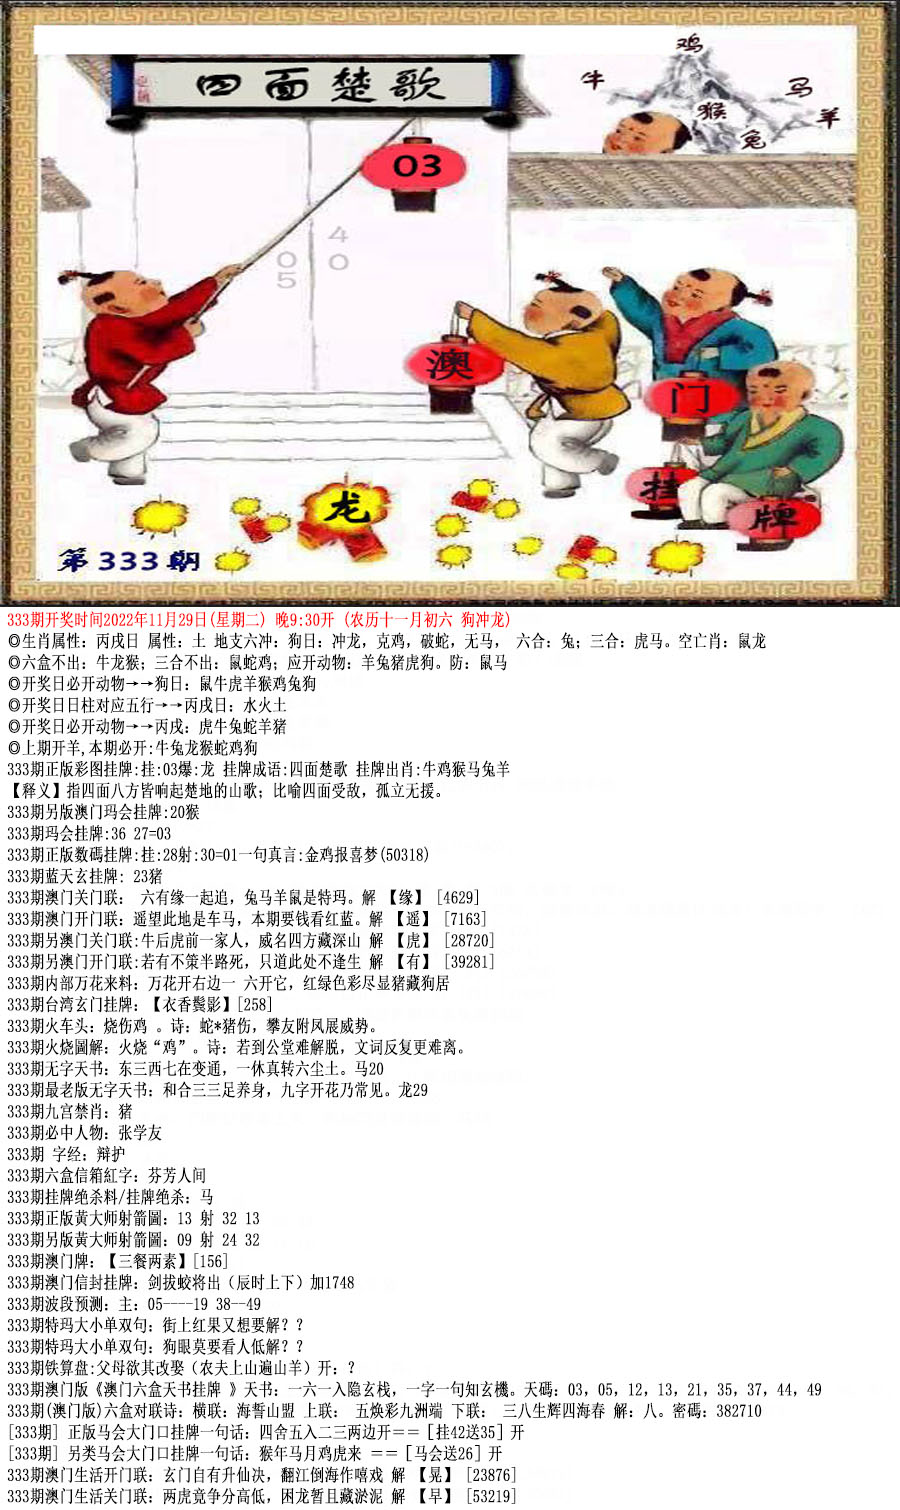 四面楚歌
鸡
牛
马
猴
羊
兔
03
40
05
澳
门
挂
牌
龙
第333期
333期开奖时间2022年11月29日(星期二) 晚9:30开 (农历十一月初六 狗冲龙)
◎生肖属性: 丙戌日 属性: 土 地支六冲: 狗日: 冲龙, 克鸡, 破蛇, 无马, 六合: 兔; 三合: 虎马。空亡肖: 鼠龙
◎六盒不出: 牛龙猴; 三合不出: 鼠蛇鸡; 应开动物: 羊兔猪虎狗。防: 鼠马
◎开奖日必开动物→→狗日: 鼠牛虎羊猴鸡兔狗
◎开奖日日柱对应五行→→丙戌日: 水火土
◎开奖日必开动物→→丙戌: 虎牛兔蛇羊猪
◎上期开羊,本期必开:牛兔龙猴蛇鸡狗
333期正版彩图挂牌:挂:03爆:龙 挂牌成语:四面楚歌 挂牌出肖:牛鸡猴马兔羊
【释义】指四面八方皆响起楚地的山歌; 比喻四面受敌, 孤立无援。
333期另版澳门玛会挂牌:20猴
333期玛会挂牌:36 27=03
333期正版数碼挂牌:挂:28射:30=01一句真言:金鸡报喜梦(50318)
333期蓝天玄挂牌: 23猪
333期澳门关门联: 六有缘一起追, 兔马羊鼠是特玛。解 【缘】 [4629]
333期澳门开门联: 遥望此地是车马, 本期要钱看红蓝。解 【遥】 [7163]
333期另澳门关门联:牛后虎前一家人, 威名四方藏深山 解 【虎】 [28720]
333期另澳门开门联:若有不策半路死, 只道此处不逢生 解 【有】 [39281]
333期内部万花来料: 万花开右边一 六开它, 红绿色彩尽显猪藏狗居
333期台湾玄门挂牌: 【衣香鬓影】[258]
333期火车头: 烧伤鸡 。诗: 蛇*猪伤, 攀友附凤展威势。
333期火烧圖解: 火烧“鸡”。诗: 若到公堂难解脱, 文词反复更难离。
333期无字天书: 东三西七在变通, 一休真转六尘土。马20
333期最老版无字天书: 和合三三足养身, 九字开花乃常见。龙29
333期九宫禁肖: 猪
333期必中人物: 张学友
333期 字经: 辩护
333期六盒信箱紅字: 芬芳人间
333期挂牌绝杀料/挂牌绝杀: 马
333期正版黄大师射箭圖: 13 射 32 13
333期另版黄大师射箭圖: 09 射 24 32
333期澳门牌: 【三餐两素】[156]
333期澳门信封挂牌: 剑拔蛟将出（辰时上下）加1748
333期波段预测: 主: 05----19 38--49
333期特玛大小单双句: 街上红果又想要解? ?
333期特玛大小单双句: 狗眼莫要看人低解? ?
333期铁算盘:父母欲其改娶（农夫上山遍山羊）开: ?
333期澳门版《澳门六盒天书挂牌 》天书: 一六一入隐玄栈, 一字一句知玄機。天碼: 03, 05, 12, 13, 21, 35, 37, 44, 49
333期(澳门版)六盒对联诗: 横联: 海誓山盟 上联: 五焕彩九洲端 下联: 三八生辉四海春 解: 八。密碼: 382710
[333期] 正版马会大门口挂牌一句话: 四舍五入二三两边开==［挂42送35］开
[333期] 另类马会大门口挂牌一句话: 猴年马月鸡虎来 ==［马会送26］开
333期澳门生活开门联: 玄门自有升仙决, 翻江倒海作嘻戏 解 【晃】 [23876]
333期澳门生活关门联: 两虎竟争分高低, 困龙暂且藏淤泥 解 【早】 [53219]